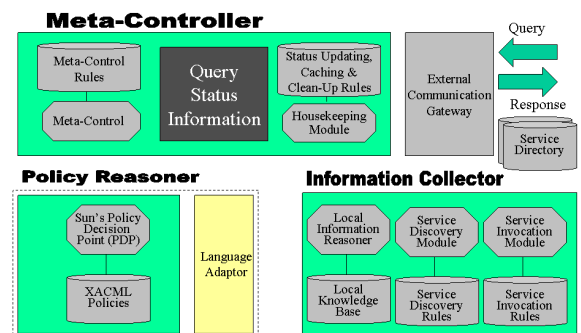 Meta-Controller
Meta-Control
Rules
Meta-Control
Query
Status
Information
Status Updating,
Caching &
Clean-Up Rules
Housekeeping
Module
External
Communication
Gateway
Query
Response
Service
Directory
Policy Reasoner
Sun's Policy
Decision
Point (PDP)
XACML
Policies
Language
Adaptor
Information Collector
Local
Information
Reasoner
Local
Knowledge
Base
Service
Discovery
Module
Service
Discovery
Rules
Service
Invocation
Module
Service
Invocation
Rules